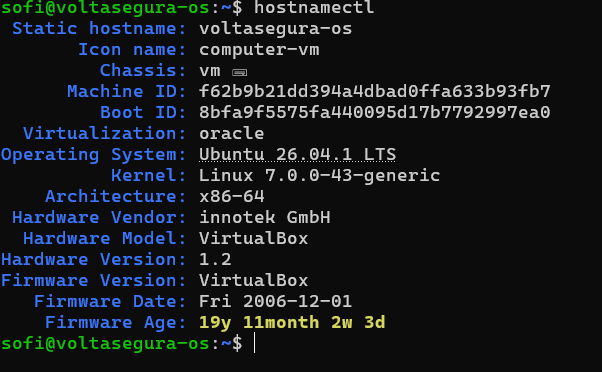 sofi@voltasegura-os:~$ hostnamectl
Static hostname: voltasegura-os
Icon name: computer-vm
Chassis: vm 🖴
Machine ID: f62b9b21dd394a4dbad0ffa633b93fb7
Boot ID: 8bfa9f5575fa440095d17b7792997ea0
Virtualization: oracle
Operating System: Ubuntu 26.04.1 LTS
Kernel: Linux 7.0.0-43-generic
Architecture: x86-64
Hardware Vendor: innotek GmbH
Hardware Model: VirtualBox
Hardware Version: 1.2
Firmware Version: VirtualBox
Firmware Date: Fri 2006-12-01
Firmware Age: 19y 11month 2w 3d
sofi@voltasegura-os:~$